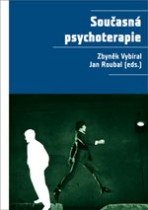 Současná
psychoterapie
Zbyněk Vybíral
Jan Roubal (eds.)